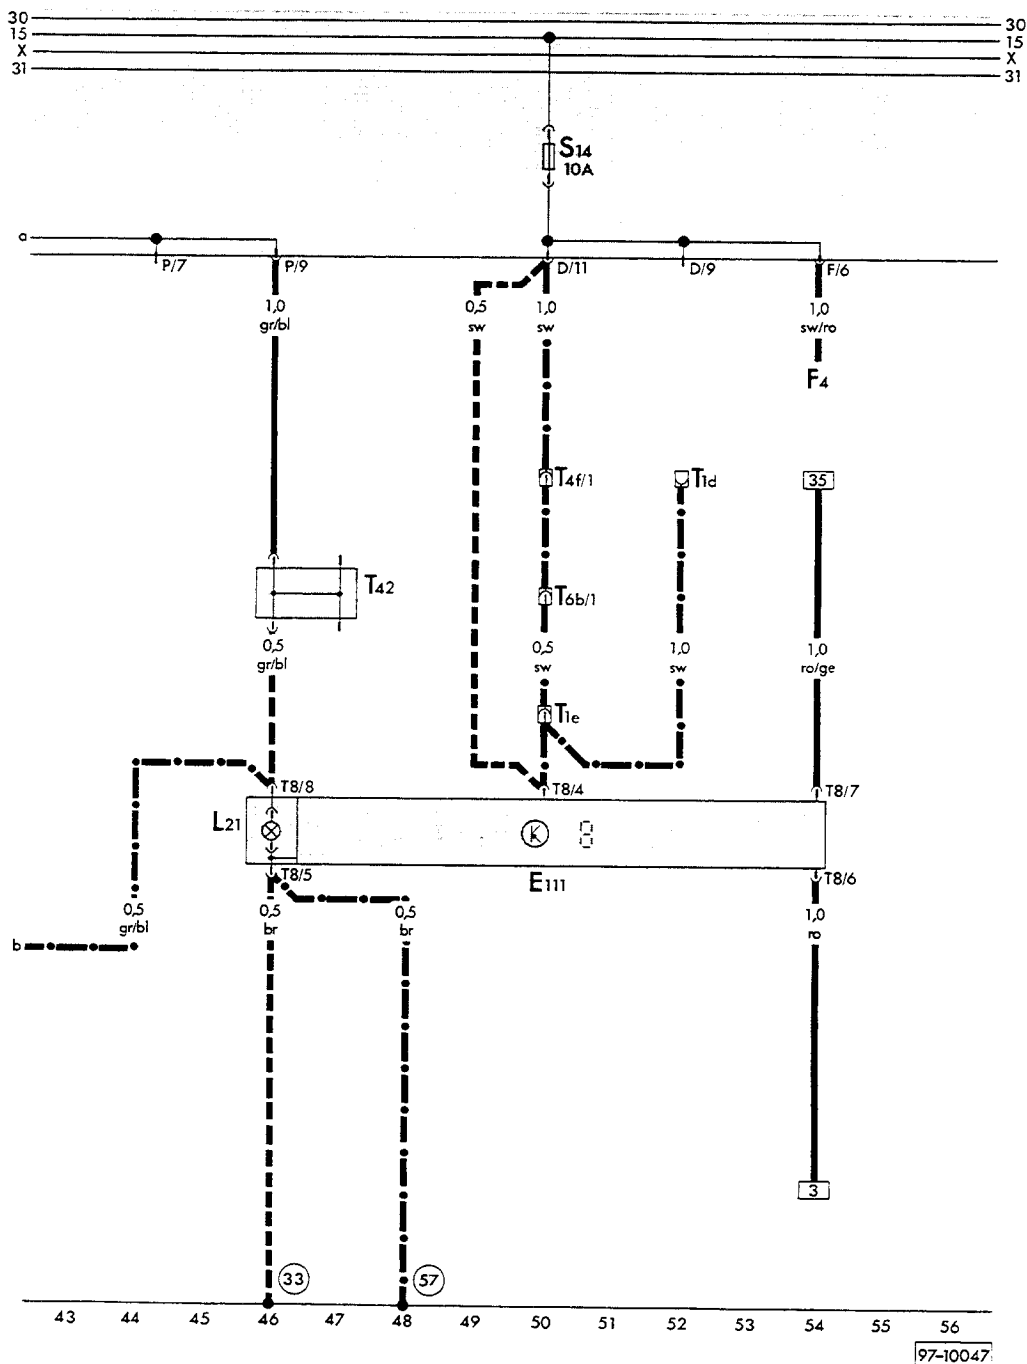 30 30
15 15
X X
31 31
S14
10A
a
P/7 P/9 D/11 D/9 F/6
1,0 0,5 1,0 1,0
gr/bl sw sw sw/ro
F4
T4f/1 T1d 35
T42 T6b/1
0,5 0,5 1,0 1,0
gr/bl sw sw ro/ge
T1e
T8/8 T8/4 T8/7
L21 K 8
T8/5 E111 T8/6
0,5 0,5 0,5 1,0
gr/bl br br ro
b
3
33 57
43 44 45 46 47 48 49 50 51 52 53 54 55 56
97-10047